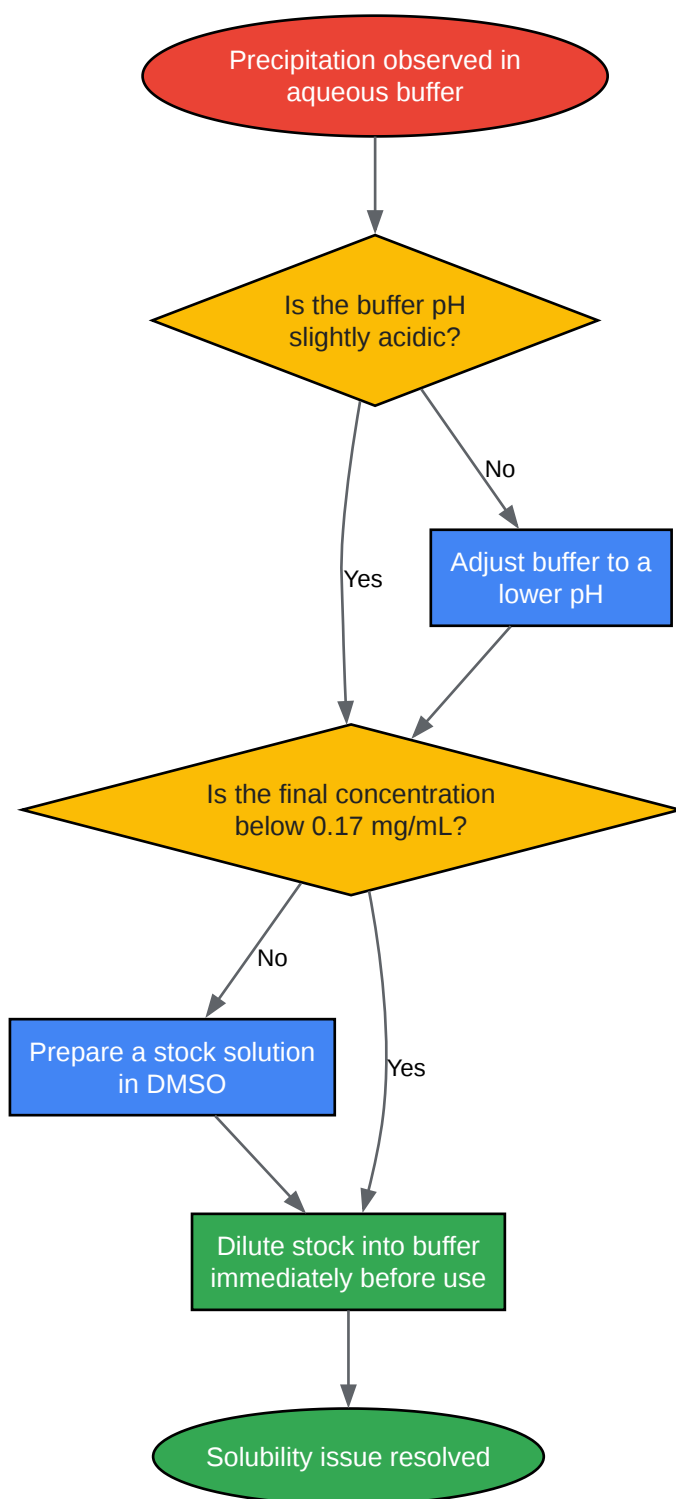 Precipitation observed in
aqueous buffer
Is the buffer pH
slightly acidic?
No
Adjust buffer to a
lower pH
Yes
Is the final concentration
below 0.17 mg/mL?
No
Prepare a stock solution
in DMSO
Yes
Dilute stock into buffer
immediately before use
Solubility issue resolved